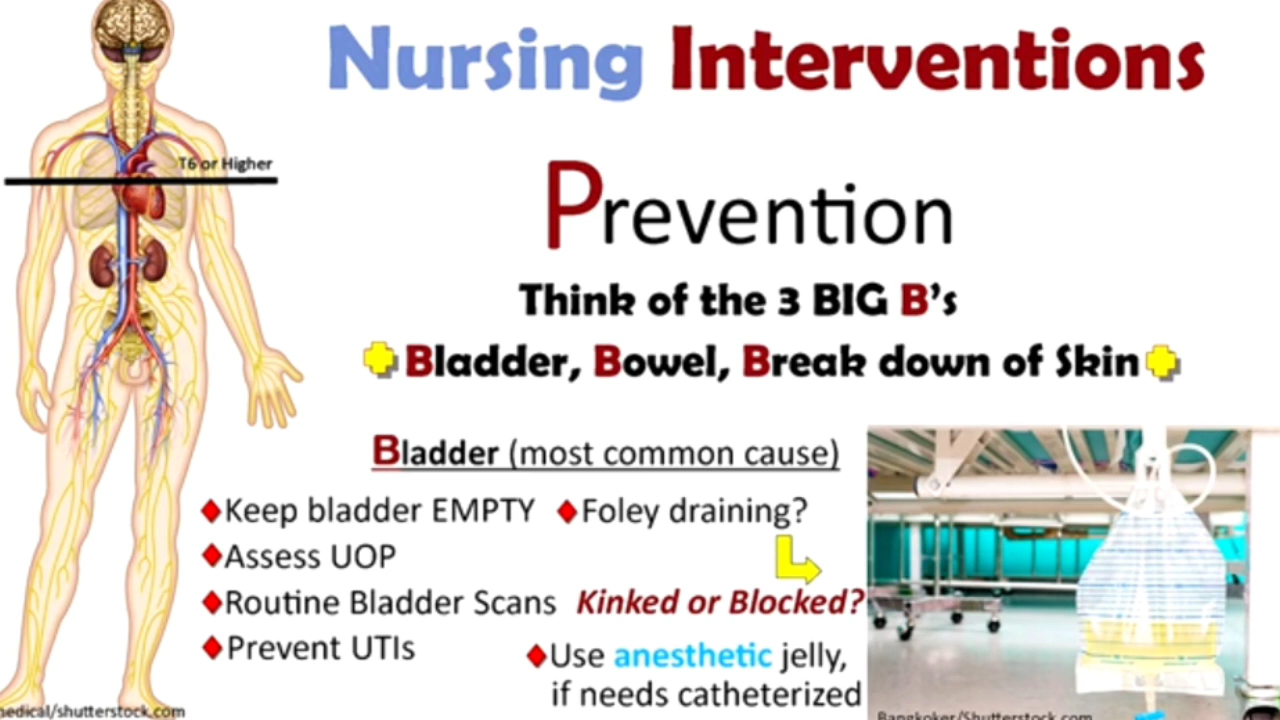 Nursing Interventions
T6 or Higher
Prevention
Think of the 3 BIG B's
Bladder, Bowel, Break down of Skin
Bladder (most common cause)
Keep bladder EMPTY
Assess UOP
Routine Bladder Scans
Prevent UTIs
Foley draining?
Kinked or Blocked?
Use anesthetic jelly,
if needs catheterized
medical/shutterstock.com
Bangkoker/Shutterstock.com